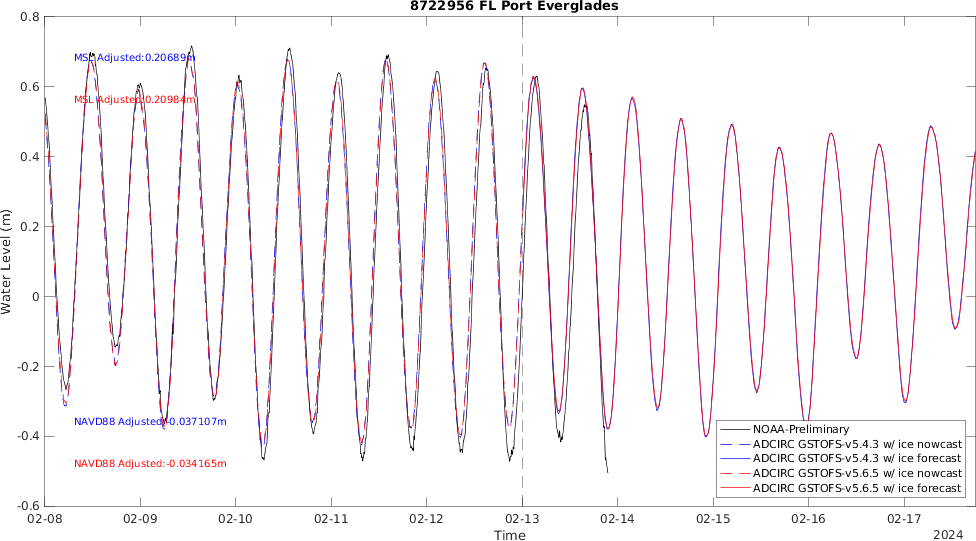 8722956 FL Port Everglades
0.8
0.6
0.4
0.2
0
-0.2
-0.4
-0.6
Water Level (m)
MSL Adjusted:0.20689m
MSL Adjusted:0.20984m
NAVD88 Adjusted:-0.037107m
NAVD88 Adjusted:-0.034165m
NOAA-Preliminary
ADCIRC GSTOFS-v5.4.3 w/ ice nowcast
ADCIRC GSTOFS-v5.4.3 w/ ice forecast
ADCIRC GSTOFS-v5.6.5 w/ ice nowcast
ADCIRC GSTOFS-v5.6.5 w/ ice forecast
02-08 02-09 02-10 02-11 02-12 02-13 02-14 02-15 02-16 02-17
Time
2024